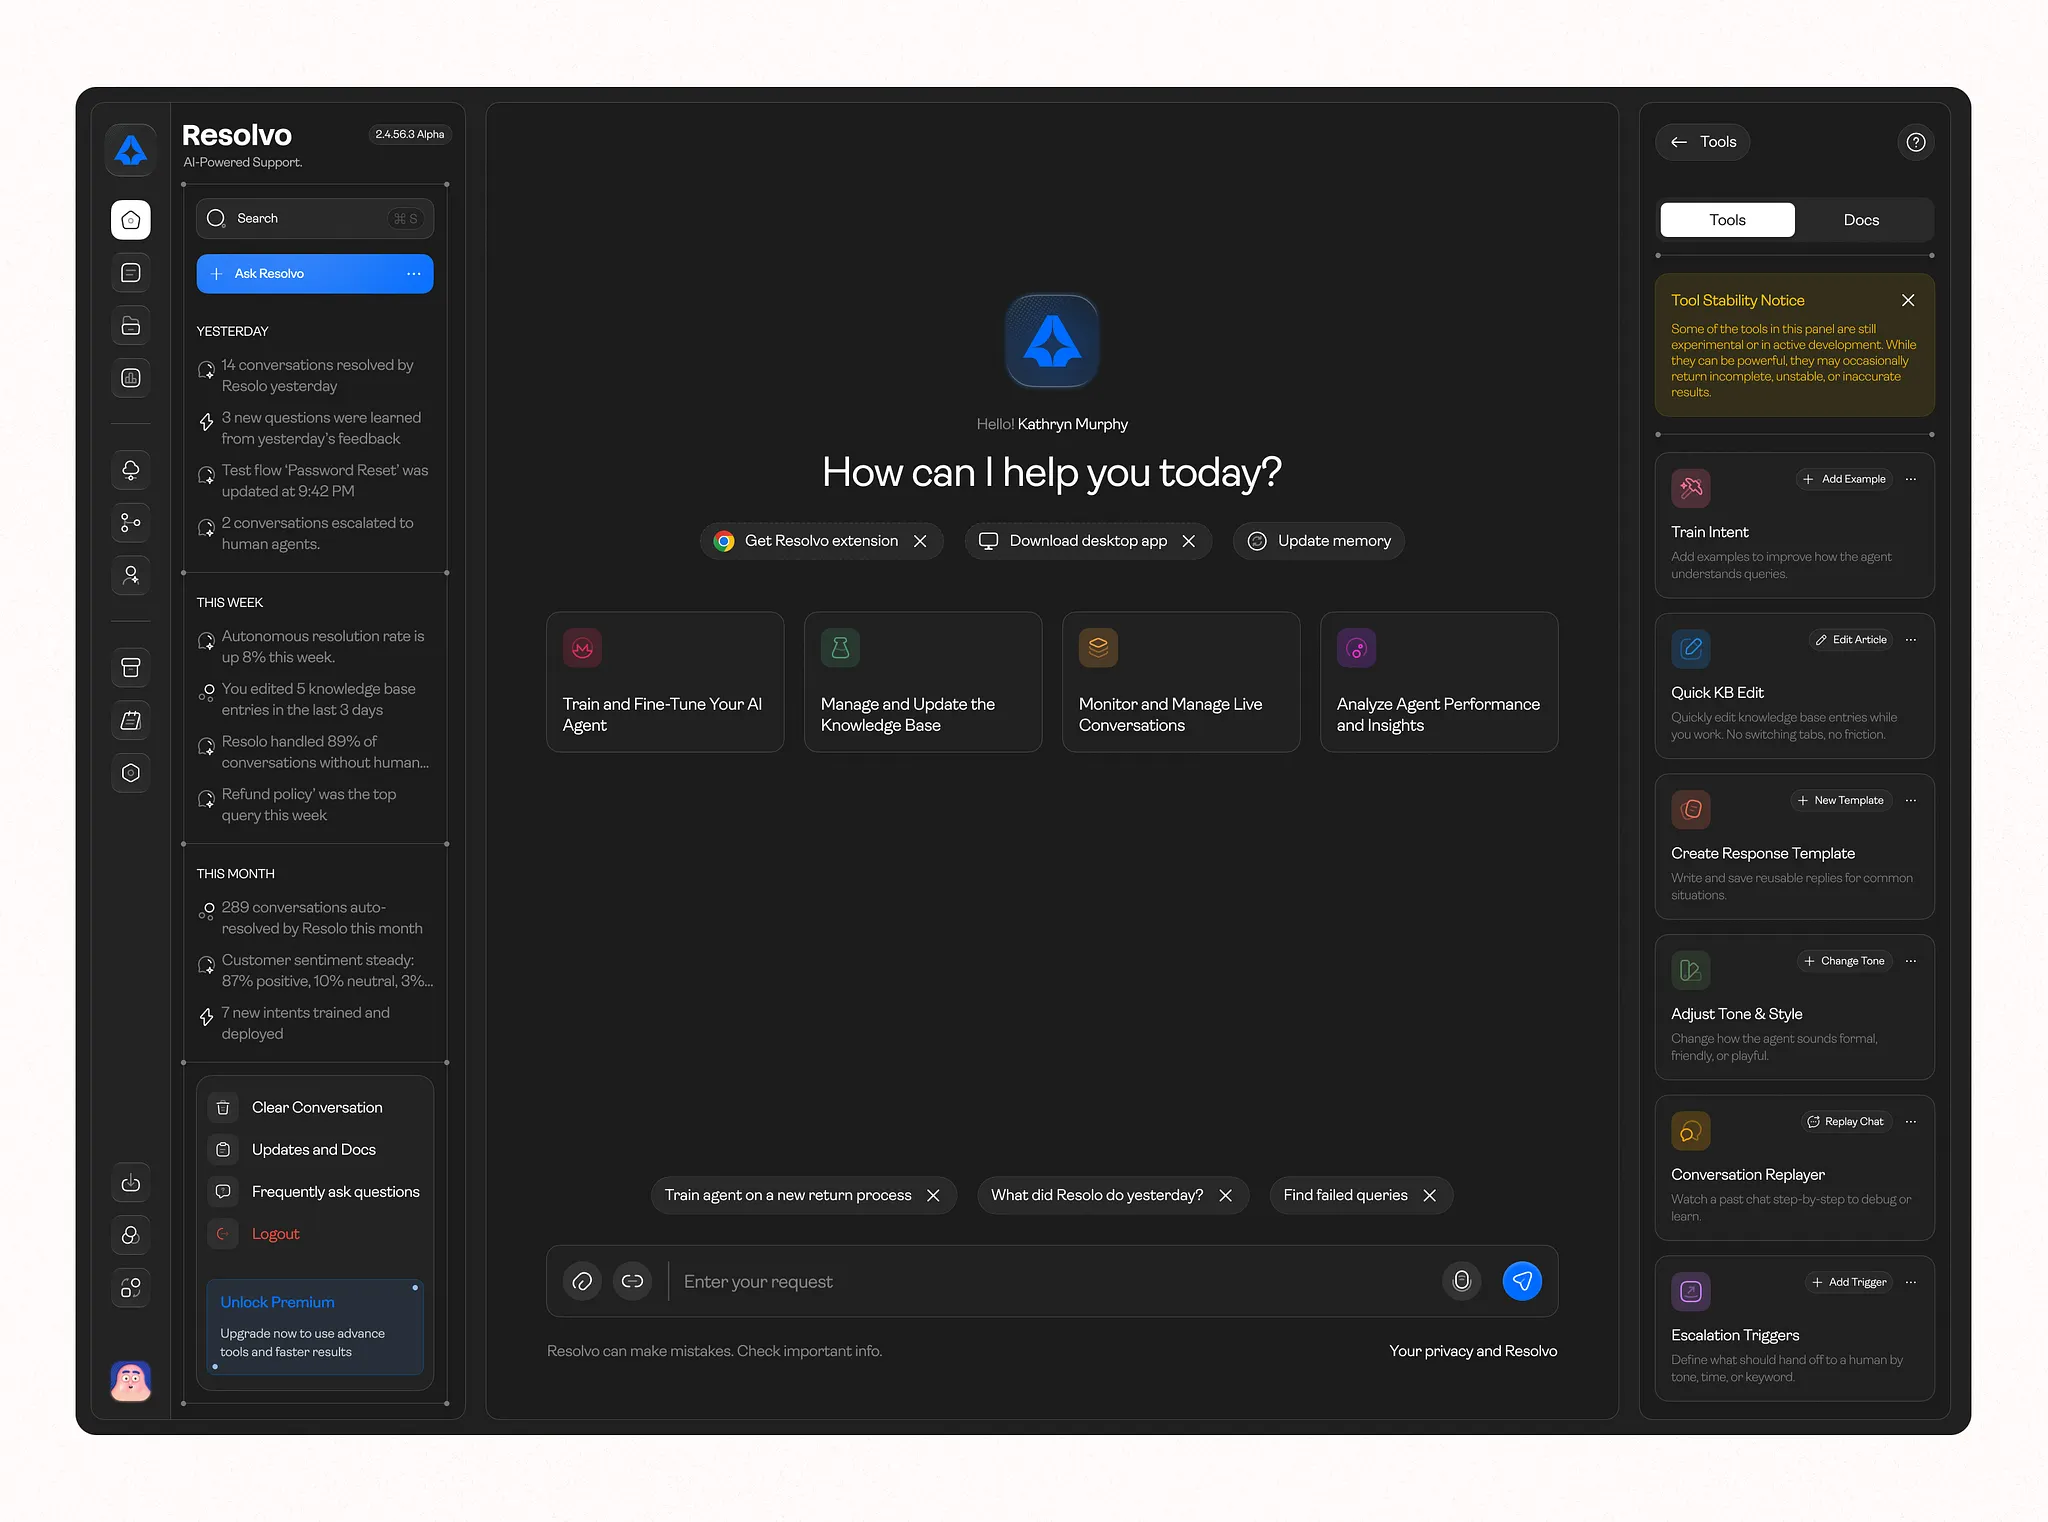 Resolvo
2.4.56.3 Alpha
AI-Powered Support.
Search
⌘ S
Ask Resolvo
YESTERDAY
14 conversations resolved by
Resolo yesterday
3 new questions were learned
from yesterday's feedback
Test flow ‘Password Reset’ was
updated at 9:42 PM
2 conversations escalated to
human agents.
THIS WEEK
Autonomous resolution rate is
up 8% this week.
You edited 5 knowledge base
entries in the last 3 days
Resolo handled 89% of
conversations without human...
Refund policy’ was the top
query this week
THIS MONTH
289 conversations auto-
resolved by Resolo this month
Customer sentiment steady:
87% positive, 10% neutral, 3%...
7 new intents trained and
deployed
Clear Conversation
Updates and Docs
Frequently ask questions
Logout
Unlock Premium
Upgrade now to use advance
tools and faster results
Hello! Kathryn Murphy
How can I help you today?
Get Resolvo extension
Download desktop app
Update memory
Train and Fine-Tune Your AI
Agent
Manage and Update the
Knowledge Base
Monitor and Manage Live
Conversations
Analyze Agent Performance
and Insights
Train agent on a new return process
What did Resolo do yesterday?
Find failed queries
Enter your request
Resolvo can make mistakes. Check important info.
Your privacy and Resolvo
Tools
Tools
Docs
Tool Stability Notice
Some of the tools in this panel are still
experimental or in active development. While
they can be powerful, they may occasionally
return incomplete, unstable, or inaccurate
results.
Add Example
Train Intent
Add examples to improve how the agent
understands queries.
Edit Article
Quick KB Edit
Quickly edit knowledge base entries while
you work. No switching tabs, no friction.
New Template
Create Response Template
Write and save reusable replies for common
situations.
Change Tone
Adjust Tone & Style
Change how the agent sounds formal,
friendly, or playful.
Replay Chat
Conversation Replayer
Watch a past chat step-by-step to debug or
learn.
Add Trigger
Escalation Triggers
Define what should hand off to a human by
tone, time, or keyword.